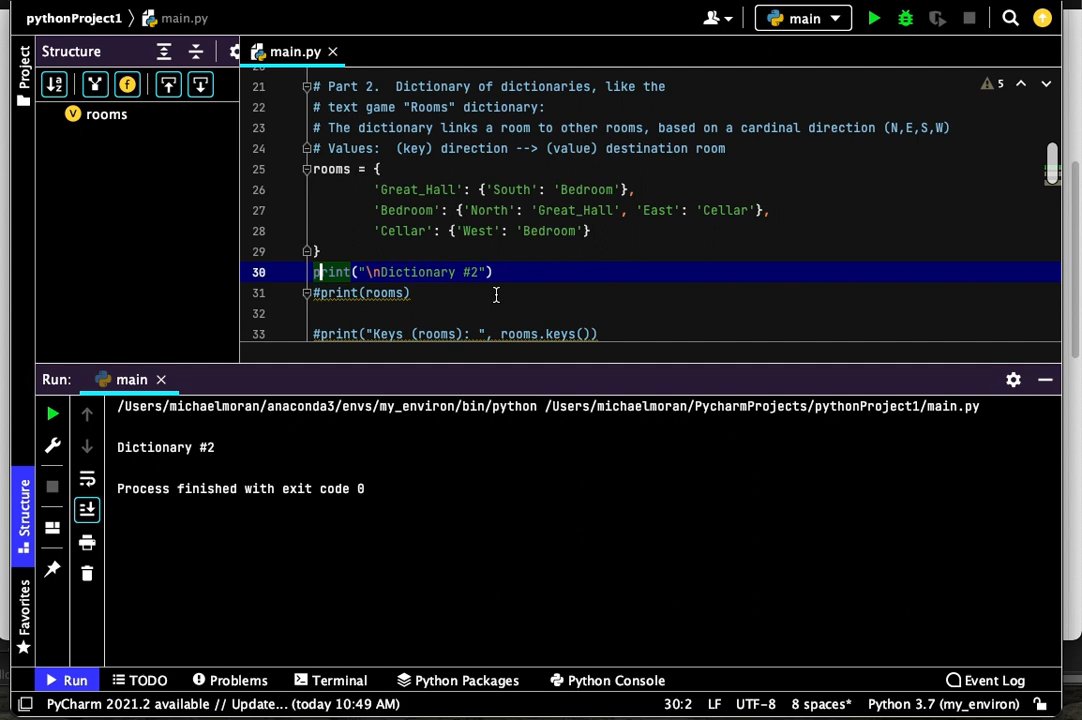 pythonProject1 main.py
main
Structure
main.py
Project
rooms
5
21 # Part 2.  Dictionary of dictionaries, like the
22 # text game "Rooms" dictionary:
23 # The dictionary links a room to other rooms, based on a cardinal direction (N,E,S,W)
24 # Values:  (key) direction --> (value) destination room
25 rooms = {
26 'Great_Hall': {'South': 'Bedroom'},
27 'Bedroom': {'North': 'Great_Hall', 'East': 'Cellar'},
28 'Cellar': {'West': 'Bedroom'}
29 }
30 print("\nDictionary #2")
31 #print(rooms)
32
33 #print("Keys (rooms): ", rooms.keys())
Run: main
/Users/michaelmoran/anaconda3/envs/my_environ/bin/python /Users/michaelmoran/PycharmProjects/pythonProject1/main.py
Dictionary #2
Process finished with exit code 0
Structure
Favorites
Run TODO Problems Terminal Python Packages Python Console Event Log
PyCharm 2021.2 available // Update... (today 10:49 AM) 30:2 LF UTF-8 8 spaces* Python 3.7 (my_environ)